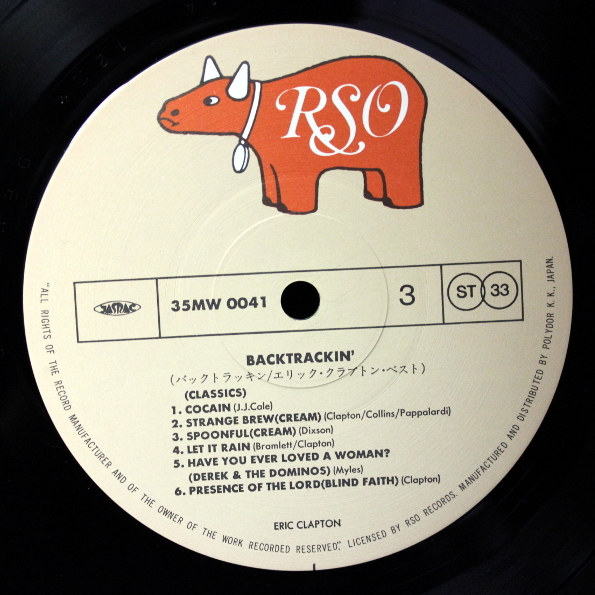 RSO
JASRAC
35MW 0041
3
ST 33
BACKTRACKIN'
(バックトラッキン/エリック・クラプトン・ベスト)
(CLASSICS)
1. COCAIN (J.J.Cale)
2. STRANGE BREW(CREAM) (Clapton/Collins/Pappalardi)
3. SPOONFUL(CREAM) (Dixson)
4. LET IT RAIN (Bramlett/Clapton)
5. HAVE YOU EVER LOVED A WOMAN?
(DEREK & THE DOMINOS) (Myles)
6. PRESENCE OF THE LORD(BLIND FAITH) (Clapton)
ERIC CLAPTON
"ALL RIGHTS OF THE RECORD MANUFACTURER AND OF THE OWNER OF THE WORK RECORDED RESERVED", LICENSED BY RSO RECORDS. MANUFACTURED AND DISTRIBUTED BY POLYDOR K.K., JAPAN.